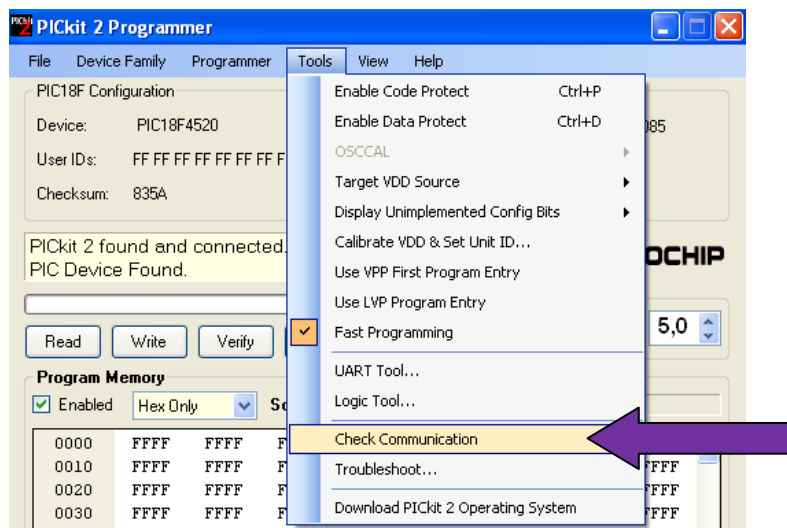 PICkit 2 Programmer
File Device Family Programmer Tools View Help
PIC18F Configuration
Device: PIC18F4520
User IDs: FF FF FF FF FF FF FF F
Checksum: 835A
PICkit 2 found and connected.
PIC Device Found.
OCHIP
5,0
Read Write Verify
Program Memory
Enabled Hex Only
0000 FFFF FFFF F
0010 FFFF FFFF F FFFF
0020 FFFF FFFF F FFFF
0030 FFFF FFFF F FFFF
Enable Code Protect Ctrl+P
Enable Data Protect Ctrl+D
OSCCAL
Target VDD Source
Display Unimplemented Config Bits
Calibrate VDD & Set Unit ID...
Use VPP First Program Entry
Use LVP Program Entry
Fast Programming
UART Tool...
Logic Tool...
Check Communication
Troubleshoot...
Download PICkit 2 Operating System